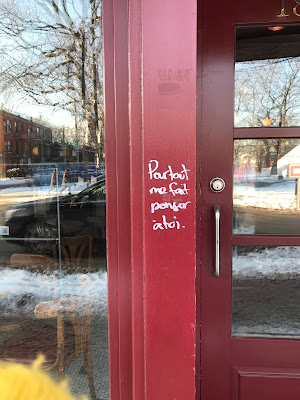 Partout
me fait
penser
à toi.